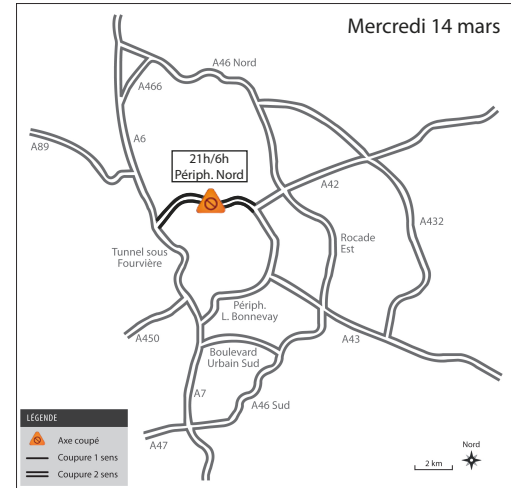 Mercredi 14 mars
A46 Nord
A466
A6
A89
21h/6h
Périph. Nord
A42
A432
Rocade
Est
Tunnel sous
Fourvière
Périph.
L. Bonnevay
A450
Boulevard
Urbain Sud
A43
A7
A46 Sud
A47
LÉGENDE
Axe coupé
Coupure 1 sens
Coupure 2 sens
Nord
2 km